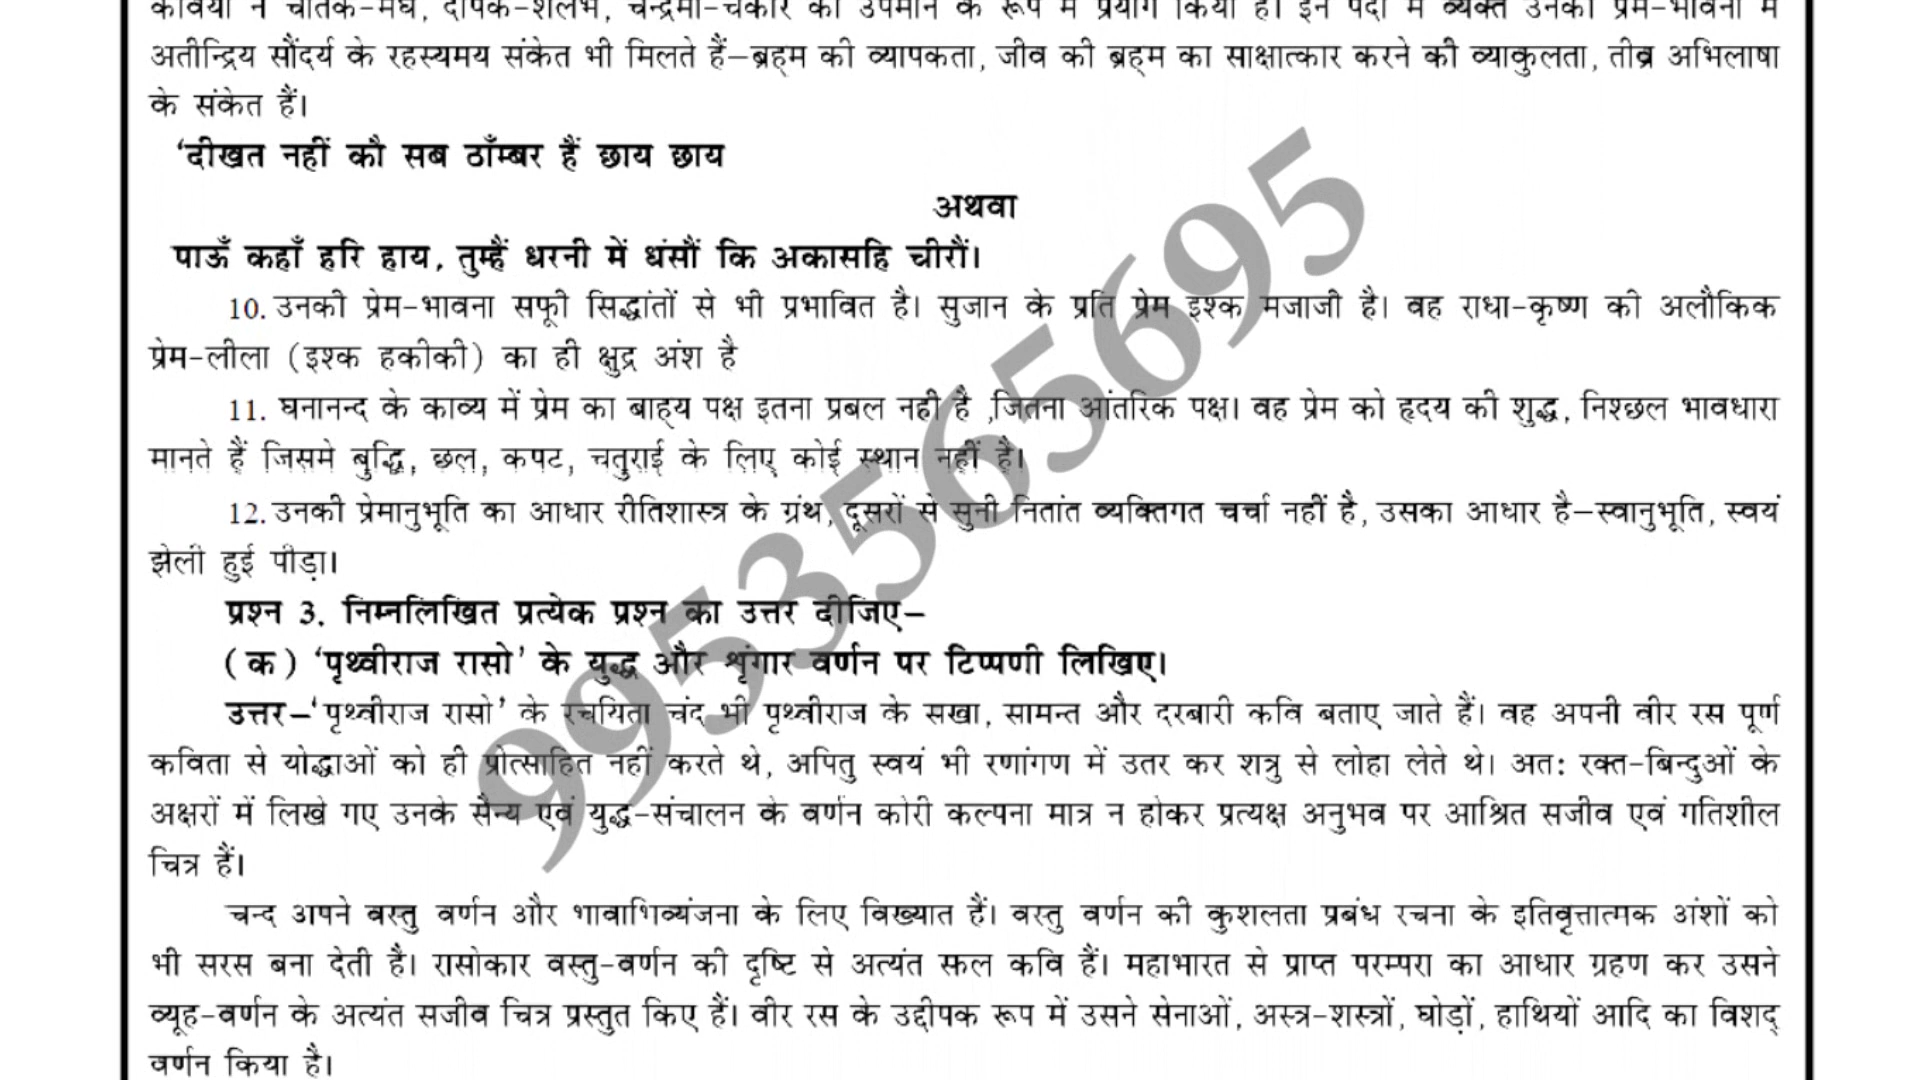 कवियों ने चातक-मेघ, दीपक-शलभ, चन्द्रमा-चकोर का उपमान के रूप में प्रयोग किया है। इन पदों में व्यक्त उनकी प्रेम-भावना में
अतीन्द्रिय सौंदर्य के रहस्यमय संकेत भी मिलते हैं–ब्रह्म की व्यापकता, जीव की ब्रह्म का साक्षात्कार करने की व्याकुलता, तीव्र अभिलाषा
के संकेत हैं।
‘दीखत नहीं कौ सब ठाँम्बर हैं छाय छाय
अथवा
पाऊँ कहाँ हरि हाय, तुम्हैं धरनी में धंसौं कि अकासहि चीरौं।
10. उनकी प्रेम-भावना सफूी सिद्धांतों से भी प्रभावित है। सुजान के प्रति प्रेम इश्क मजाजी है। वह राधा-कृष्ण की अलौकिक
प्रेम-लीला (इश्क हकीकी) का ही क्षुद्र अंश है
11. घनानन्द के काव्य में प्रेम का बाह्य पक्ष इतना प्रबल नहीं है ,जितना आंतरिक पक्ष। वह प्रेम को हृदय की शुद्ध, निश्छल भावधारा
मानते हैं जिसमे बुद्धि, छल, कपट, चतुराई के लिए कोई स्थान नहीं है।
12. उनकी प्रेमानुभूति का आधार रीतिशास्त्र के ग्रंथ, दूसरों से सुनी नितांत व्यक्तिगत चर्चा नहीं है, उसका आधार है–स्वानुभूति, स्वयं
झेली हुई पीड़ा।
प्रश्न 3. निम्नलिखित प्रत्येक प्रश्न का उत्तर दीजिए–
(क) ‘पृथ्वीराज रासो’ के युद्ध और शृंगार वर्णन पर टिप्पणी लिखिए।
उत्तर–‘पृथ्वीराज रासो’ के रचयिता चंद भी पृथ्वीराज के सखा, सामन्त और दरबारी कवि बताए जाते हैं। वह अपनी वीर रस पूर्ण
कविता से योद्धाओं को ही प्रोत्साहित नहीं करते थे, अपितु स्वयं भी रणांगण में उतर कर शत्रु से लोहा लेते थे। अतः रक्त-बिन्दुओं के
अक्षरों में लिखे गए उनके सैन्य एवं युद्ध-संचालन के वर्णन कोरी कल्पना मात्र न होकर प्रत्यक्ष अनुभव पर आश्रित सजीव एवं गतिशील
चित्र हैं।
चन्द अपने वस्तु वर्णन और भावाभिव्यंजना के लिए विख्यात हैं। वस्तु वर्णन की कुशलता प्रबंध रचना के इतिवृत्तात्मक अंशों को
भी सरस बना देती है। रासोकार वस्तु-वर्णन की दृष्टि से अत्यंत सफल कवि हैं। महाभारत से प्राप्त परम्परा का आधार ग्रहण कर उसने
व्यूह-वर्णन के अत्यंत सजीव चित्र प्रस्तुत किए हैं। वीर रस के उद्दीपक रूप में उसने सेनाओं, अस्त्र-शस्त्रों, घोड़ों, हाथियों आदि का विशद्
वर्णन किया है।
9953565695